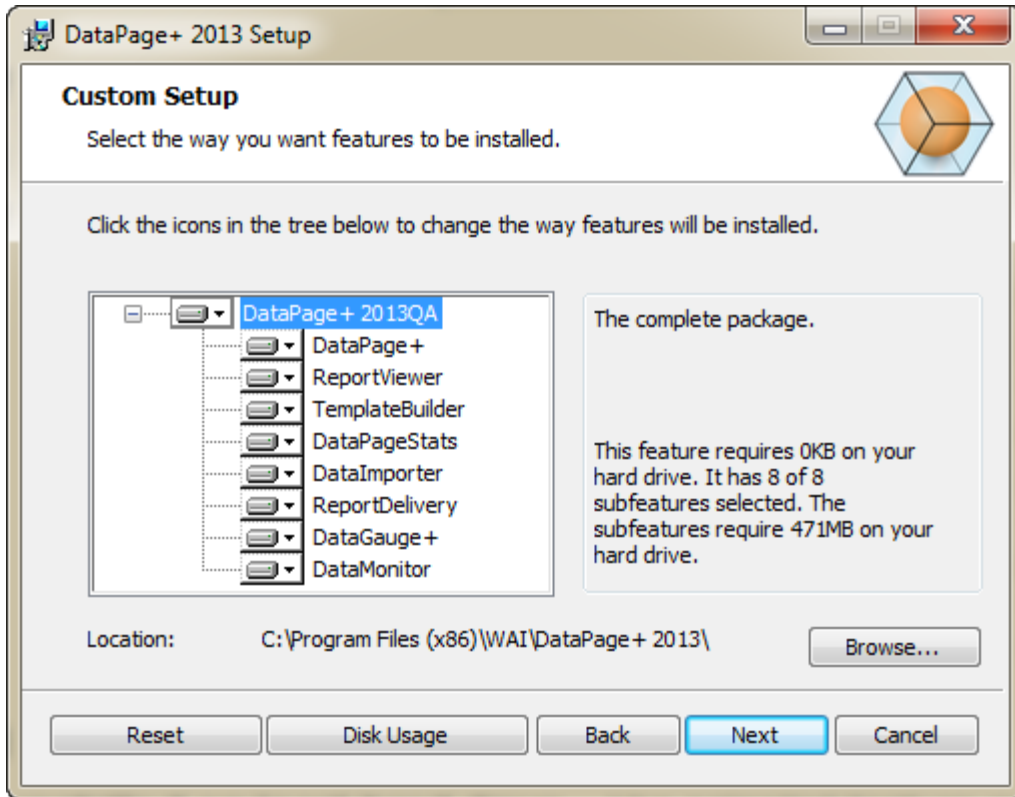 DataPage+ 2013 Setup
Custom Setup
Select the way you want features to be installed.
Click the icons in the tree below to change the way features will be installed.
DataPage+ 2013QA
DataPage+
ReportViewer
TemplateBuilder
DataPageStats
DataImporter
ReportDelivery
DataGauge+
DataMonitor
The complete package.
This feature requires 0KB on your
hard drive. It has 8 of 8
subfeatures selected. The
subfeatures require 471MB on your
hard drive.
Location: C:\Program Files (x86)\WAI\DataPage+ 2013\
Browse...
Reset
Disk Usage
Back
Next
Cancel